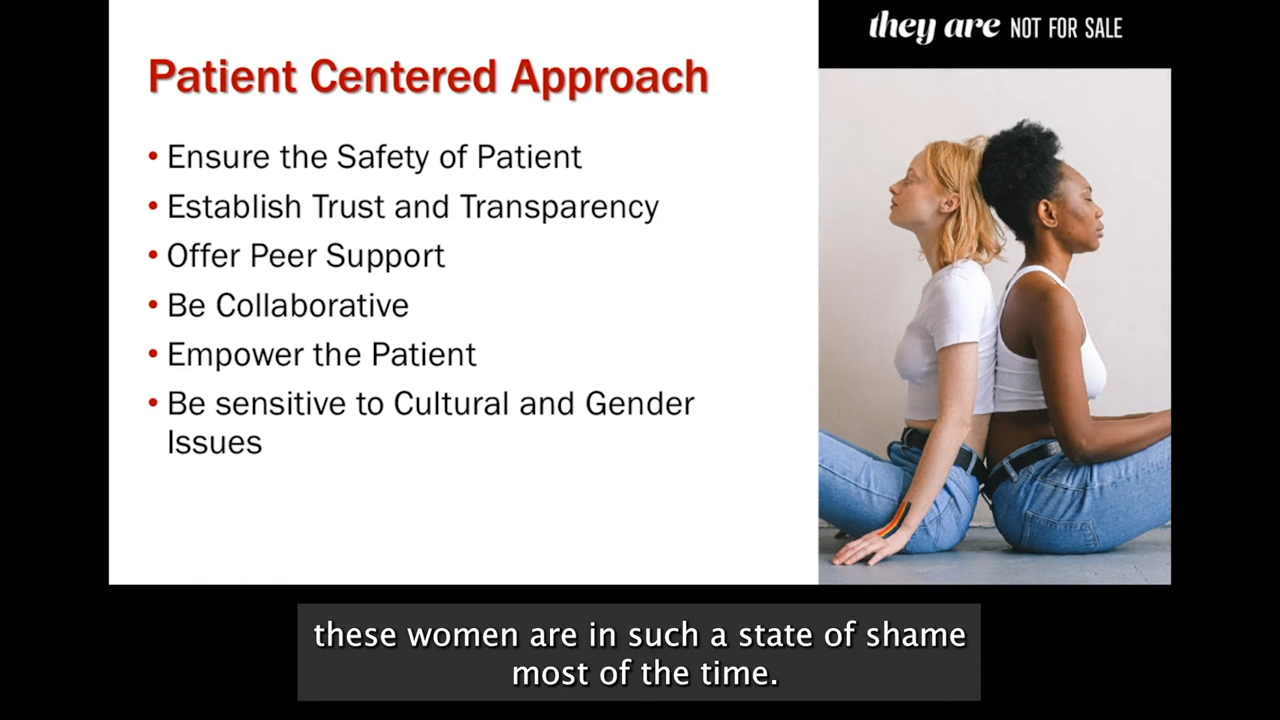 they are NOT FOR SALE
Patient Centered Approach
• Ensure the Safety of Patient
• Establish Trust and Transparency
• Offer Peer Support
• Be Collaborative
• Empower the Patient
• Be sensitive to Cultural and Gender
Issues
these women are in such a state of shame
most of the time.